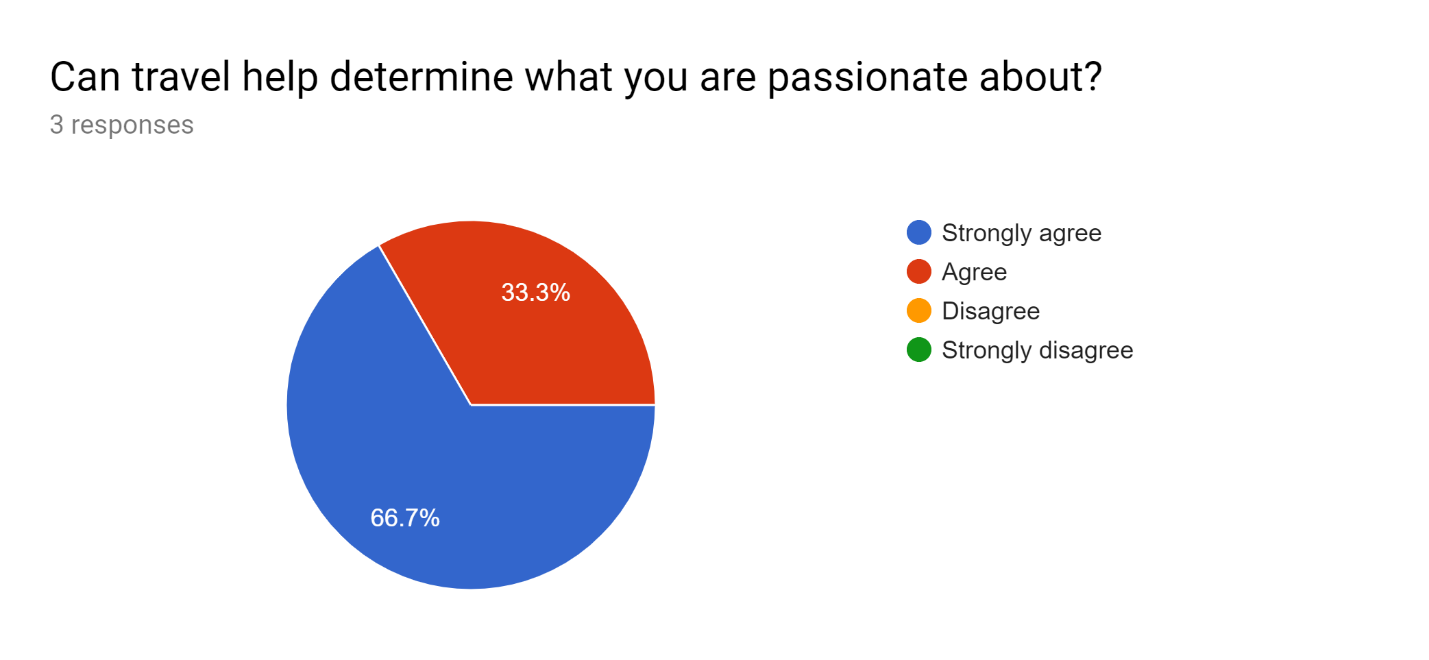 Can travel help determine what you are passionate about?
3 responses
Strongly agree
Agree
Disagree
Strongly disagree
33.3%
66.7%